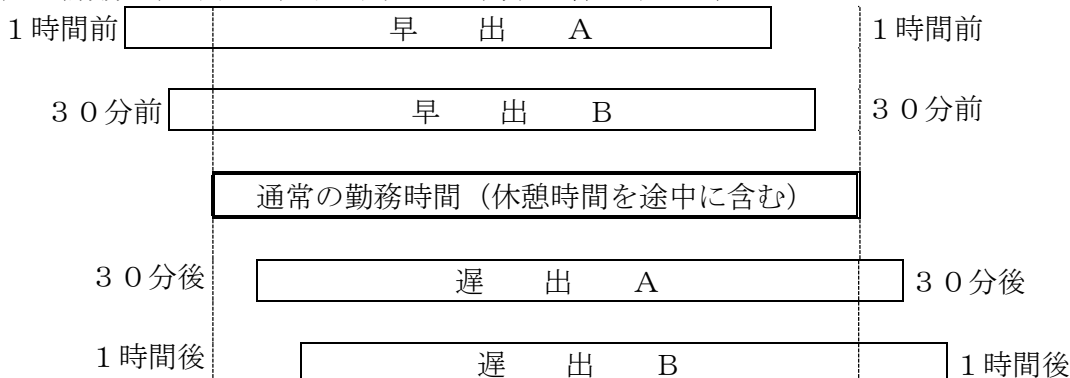 １時間前 早 出 A １時間前
３０分前 早 出 B ３０分前
通常の勤務時間（休憩時間を途中に含む）
３０分後 遅 出 A ３０分後
１時間後 遅 出 B １時間後